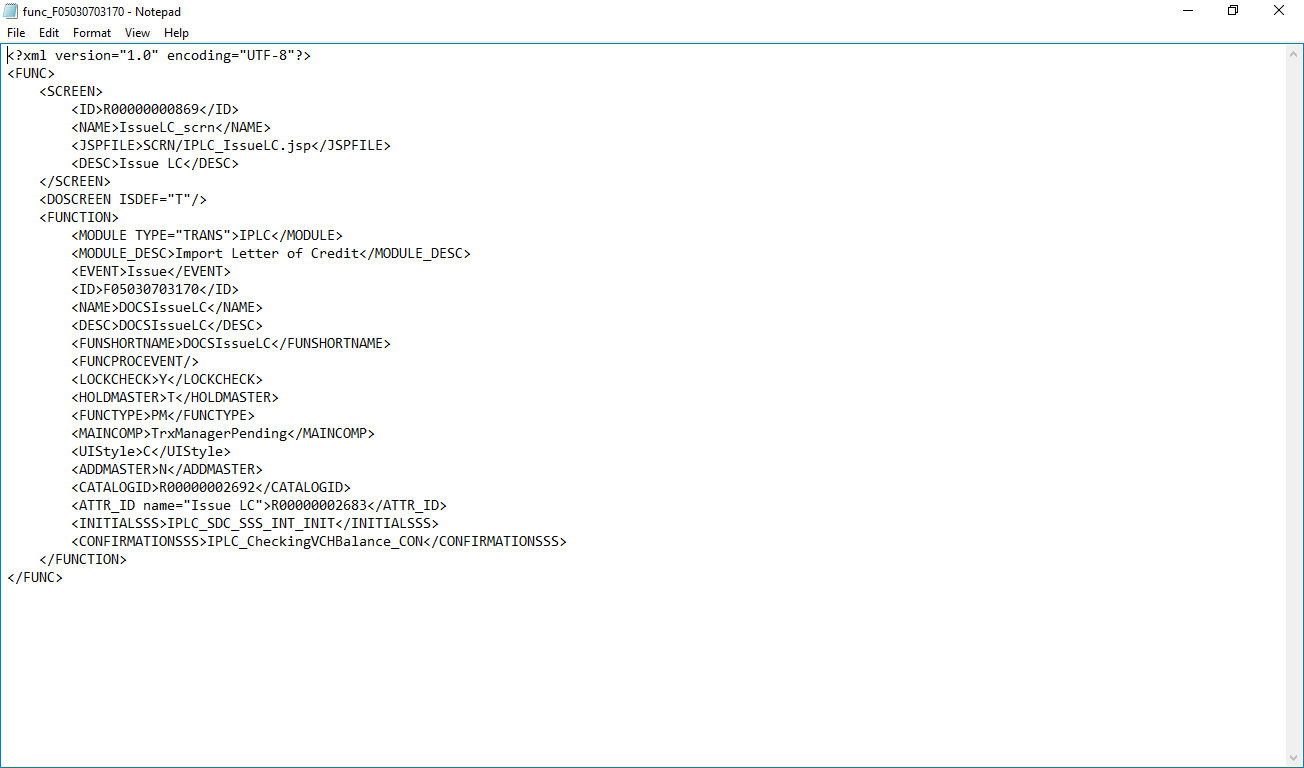 func_F05030703170 - Notepad
File Edit Format View Help
<?xml version="1.0" encoding="UTF-8"?>
<FUNC>
    <SCREEN>
        <ID>R00000000869</ID>
        <NAME>IssueLC_scrn</NAME>
        <JSPFILE>SCRN/IPLC_IssueLC.jsp</JSPFILE>
        <DESC>Issue LC</DESC>
    </SCREEN>
    <DOSCREEN ISDEF="T"/>
    <FUNCTION>
        <MODULE TYPE="TRANS">IPLC</MODULE>
        <MODULE_DESC>Import Letter of Credit</MODULE_DESC>
        <EVENT>Issue</EVENT>
        <ID>F05030703170</ID>
        <NAME>DOCSIssueLC</NAME>
        <DESC>DOCSIssueLC</DESC>
        <FUNSHORTNAME>DOCSIssueLC</FUNSHORTNAME>
        <FUNCPROCEVENT/>
        <LOCKCHECK>Y</LOCKCHECK>
        <HOLDMASTER>T</HOLDMASTER>
        <FUNCTYPE>PM</FUNCTYPE>
        <MAINCOMP>TrxManagerPending</MAINCOMP>
        <UIStyle>C</UIStyle>
        <ADDMASTER>N</ADDMASTER>
        <CATALOGID>R00000002692</CATALOGID>
        <ATTR_ID name="Issue LC">R00000002683</ATTR_ID>
        <INITIALSSS>IPLC_SDC_SSS_INT_INIT</INITIALSSS>
        <CONFIRMATIONSSS>IPLC_CheckingVCHBalance_CON</CONFIRMATIONSSS>
    </FUNCTION>
</FUNC>